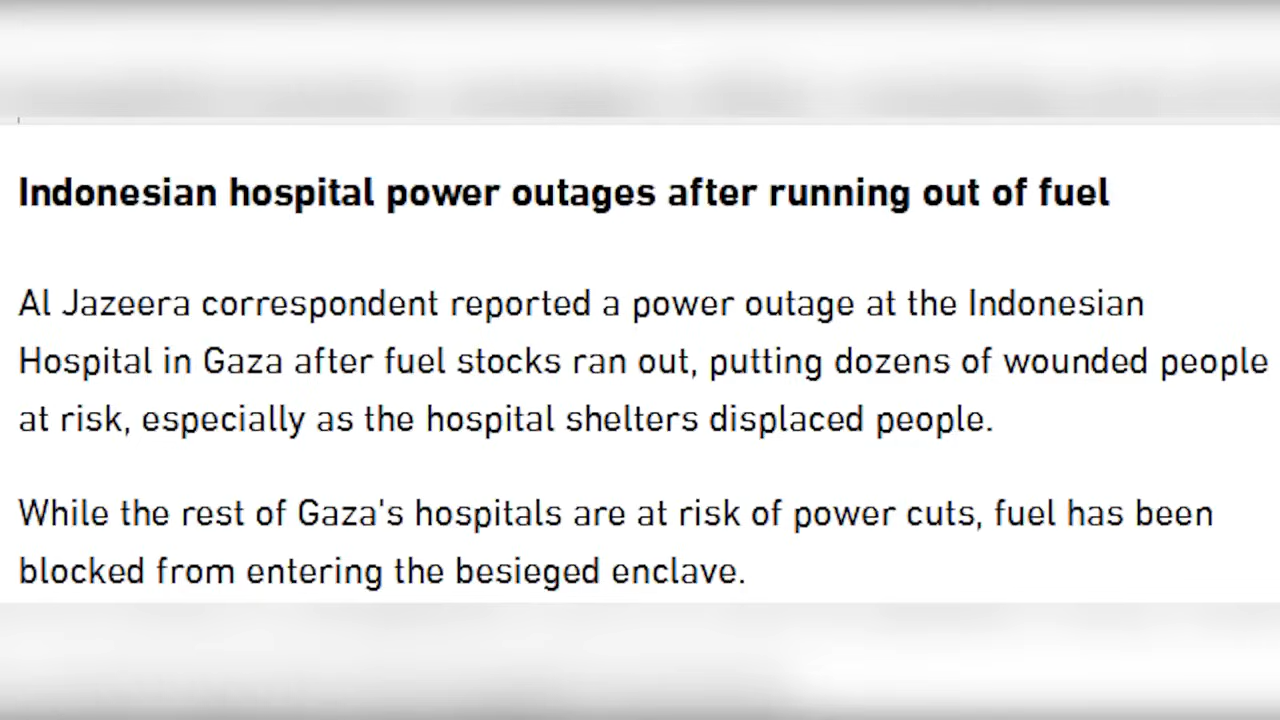 Indonesian hospital power outages after running out of fuel
Al Jazeera correspondent reported a power outage at the Indonesian
Hospital in Gaza after fuel stocks ran out, putting dozens of wounded people
at risk, especially as the hospital shelters displaced people.
While the rest of Gaza's hospitals are at risk of power cuts, fuel has been
blocked from entering the besieged enclave.